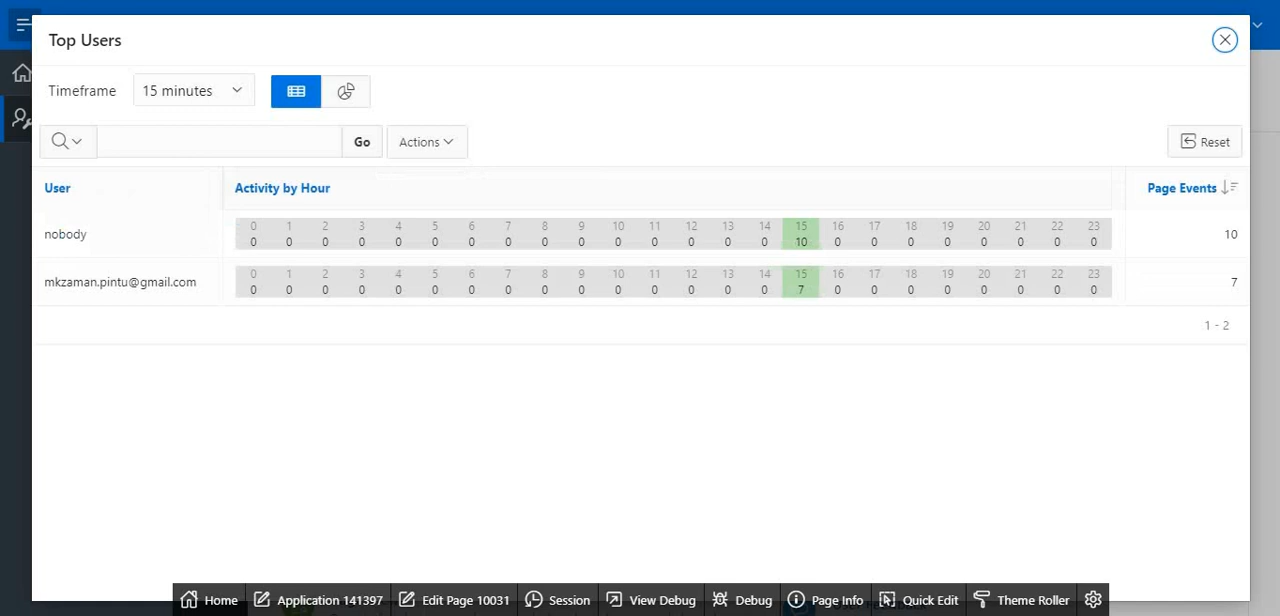 Top Users
Timeframe 15 minutes
Go Actions Reset
User Activity by Hour Page Events
0 1 2 3 4 5 6 7 8 9 10 11 12 13 14 15 16 17 18 19 20 21 22 23
nobody 0 0 0 0 0 0 0 0 0 0 0 0 0 0 0 10 0 0 0 0 0 0 0 0 10
0 1 2 3 4 5 6 7 8 9 10 11 12 13 14 15 16 17 18 19 20 21 22 23
mkzaman.pintu@gmail.com 0 0 0 0 0 0 0 0 0 0 0 0 0 0 0 7 0 0 0 0 0 0 0 0 7
1 - 2
Home Application 141397 Edit Page 10031 Session View Debug Debug Page Info Quick Edit Theme Roller